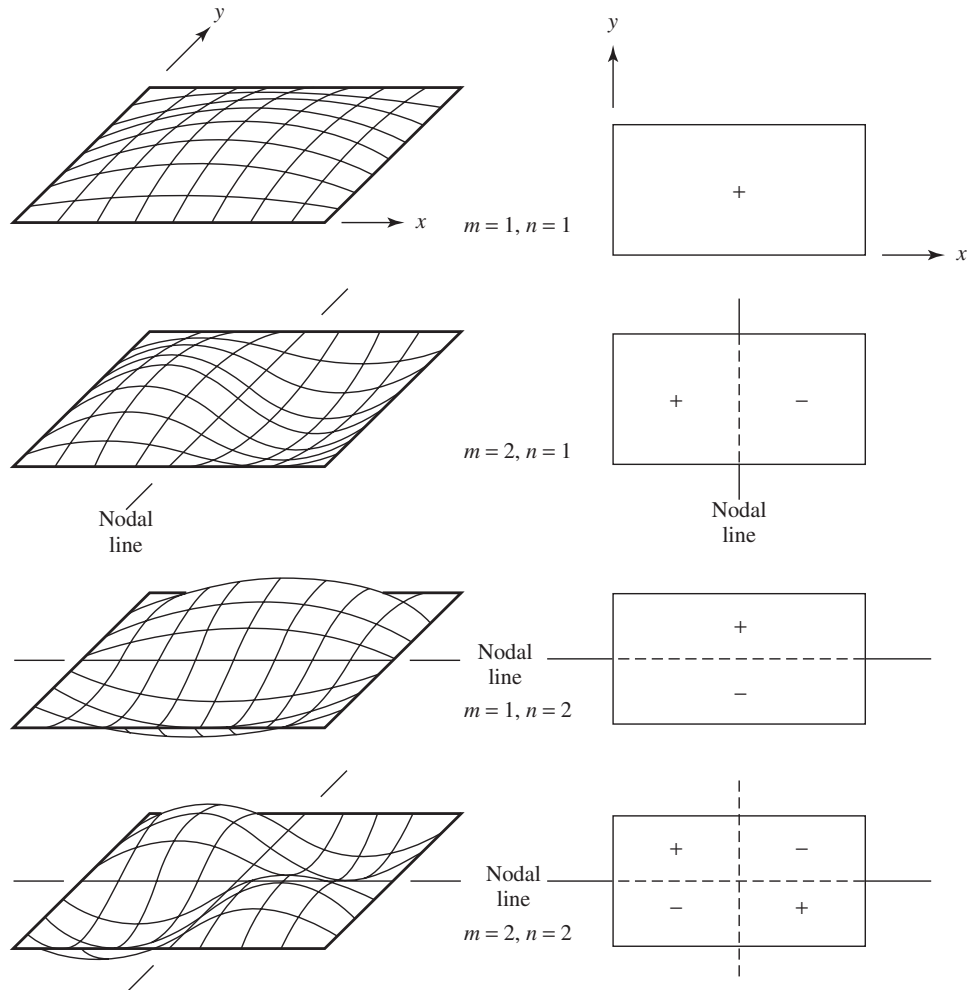 y
y
+
x
m = 1, n = 1
x
+
−
m = 2, n = 1
Nodal
line
Nodal
line
+
Nodal
line
−
m = 1, n = 2
+
−
Nodal
line
−
+
m = 2, n = 2